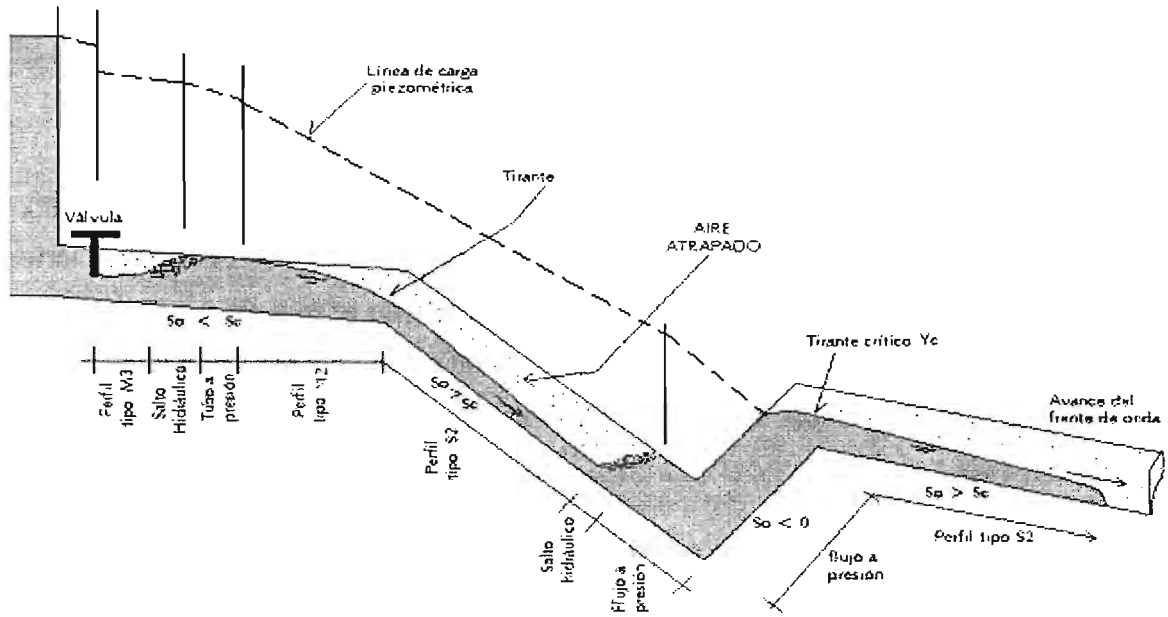 Línea de carga
piezométrica
Tirante
Válvula
AIRE
ATRAPADO
So < Sc
Tirante crítico Yc
Avance del
frente de onda
Perfil
tipo M3
Salto
Hidráulico
Tubo a
presión
Perfil
tipo M2
Perfil
tipo S2
So < 0
So > Sc
Perfil tipo S2
Salto
hidráulico
Flujo a
presión
flujo a
presión